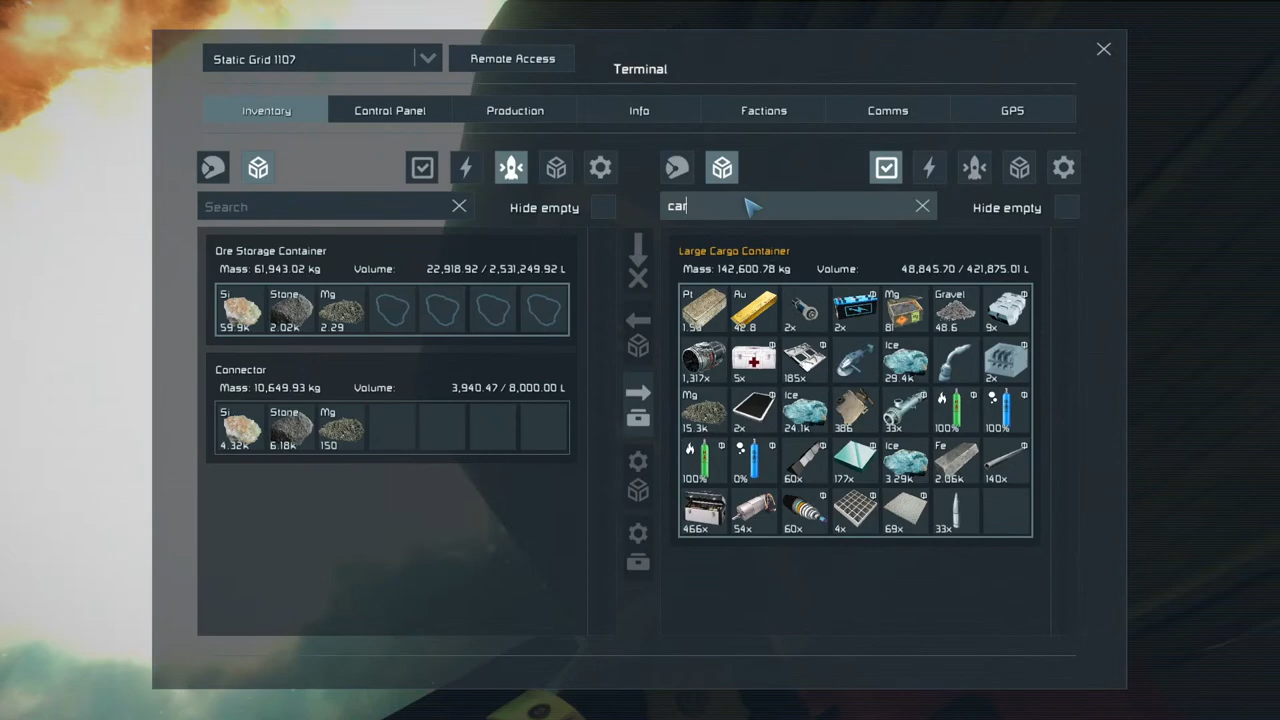 Static Grid 1107
Remote Access
Terminal
Inventory
Control Panel
Production
Info
Factions
Comms
GPS
Search
Hide empty
car
Hide empty
Ore Storage Container
Mass: 61,943.02 kg Volume: 22,918.92 / 2,531,249.92 L
Si Stone Mg
59.9k 2.02k 2.29
Connector
Mass: 10,649.93 kg Volume: 3,940.47 / 8,000.00 L
Si Stone Mg
4.32k 6.18k 150
Large Cargo Container
Mass: 142,600.78 kg Volume: 48,845.70 / 421,875.01 L
Pt Au Mg Gravel
42.8 2x 2x 81 48.6 9x
Ice
1,317x 5x 185x 29.4k 2x
Mg Ice
15.3k 2x 24.1k 386 33x 100% 100%
Ice Fe
100% 0% 60x 177x 3.29k 2.06k 140x
466x 54x 60x 4x 69x 33x